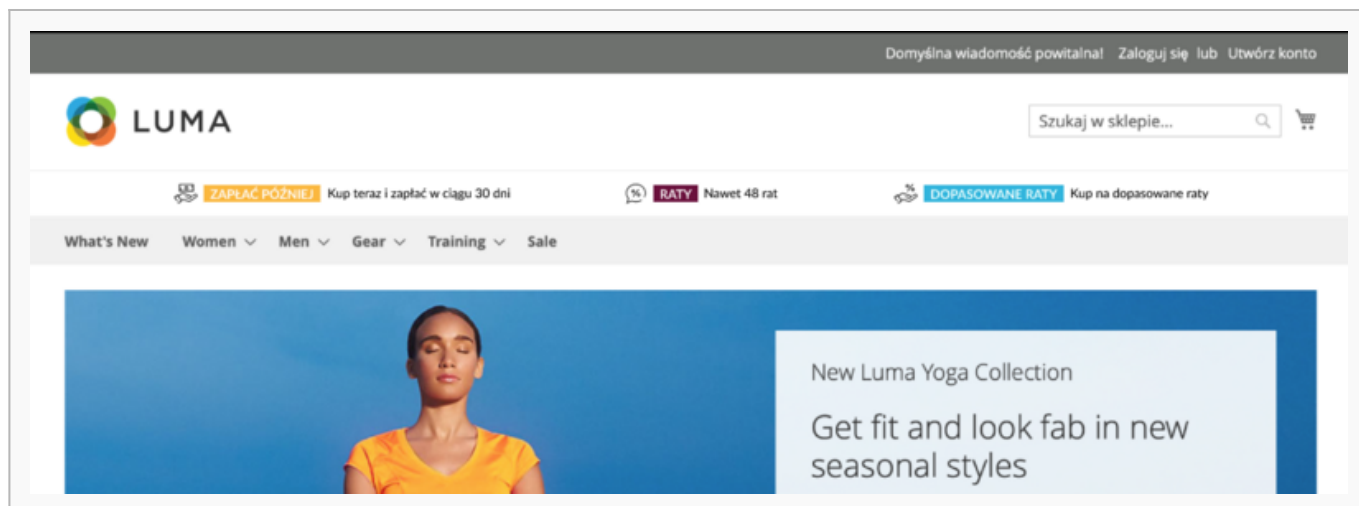 Domyślna wiadomość powitalna! Zaloguj się lub Utwórz konto
LUMA
Szukaj w sklepie...
ZAPŁAĆ PÓŹNIEJ Kup teraz i zapłać w ciągu 30 dni
RATY Nawet 48 rat
DOPASOWANE RATY Kup na dopasowane raty
What's New Women Men Gear Training Sale
New Luma Yoga Collection
Get fit and look fab in new
seasonal styles